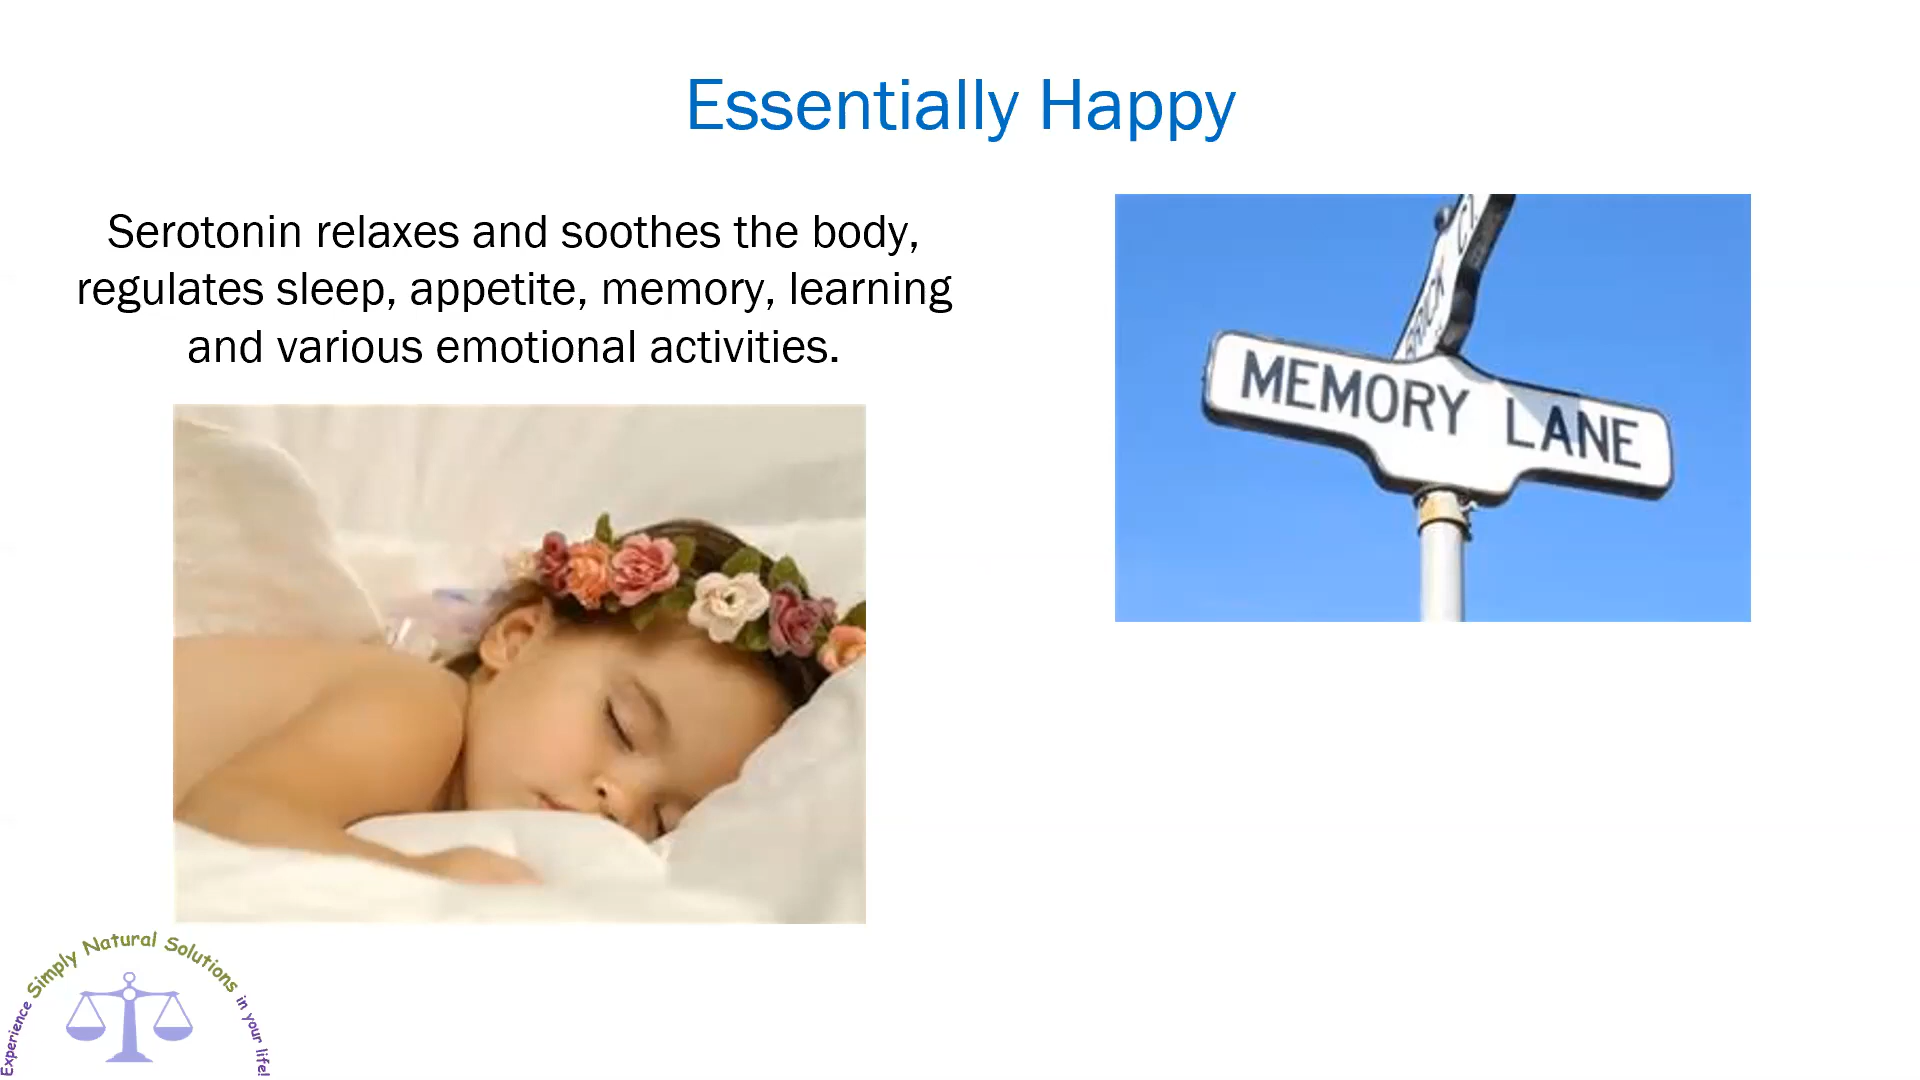 Essentially Happy
Serotonin relaxes and soothes the body,
regulates sleep, appetite, memory, learning
and various emotional activities.
MEMORY LANE
Experience Simply Natural Solutions in your life!